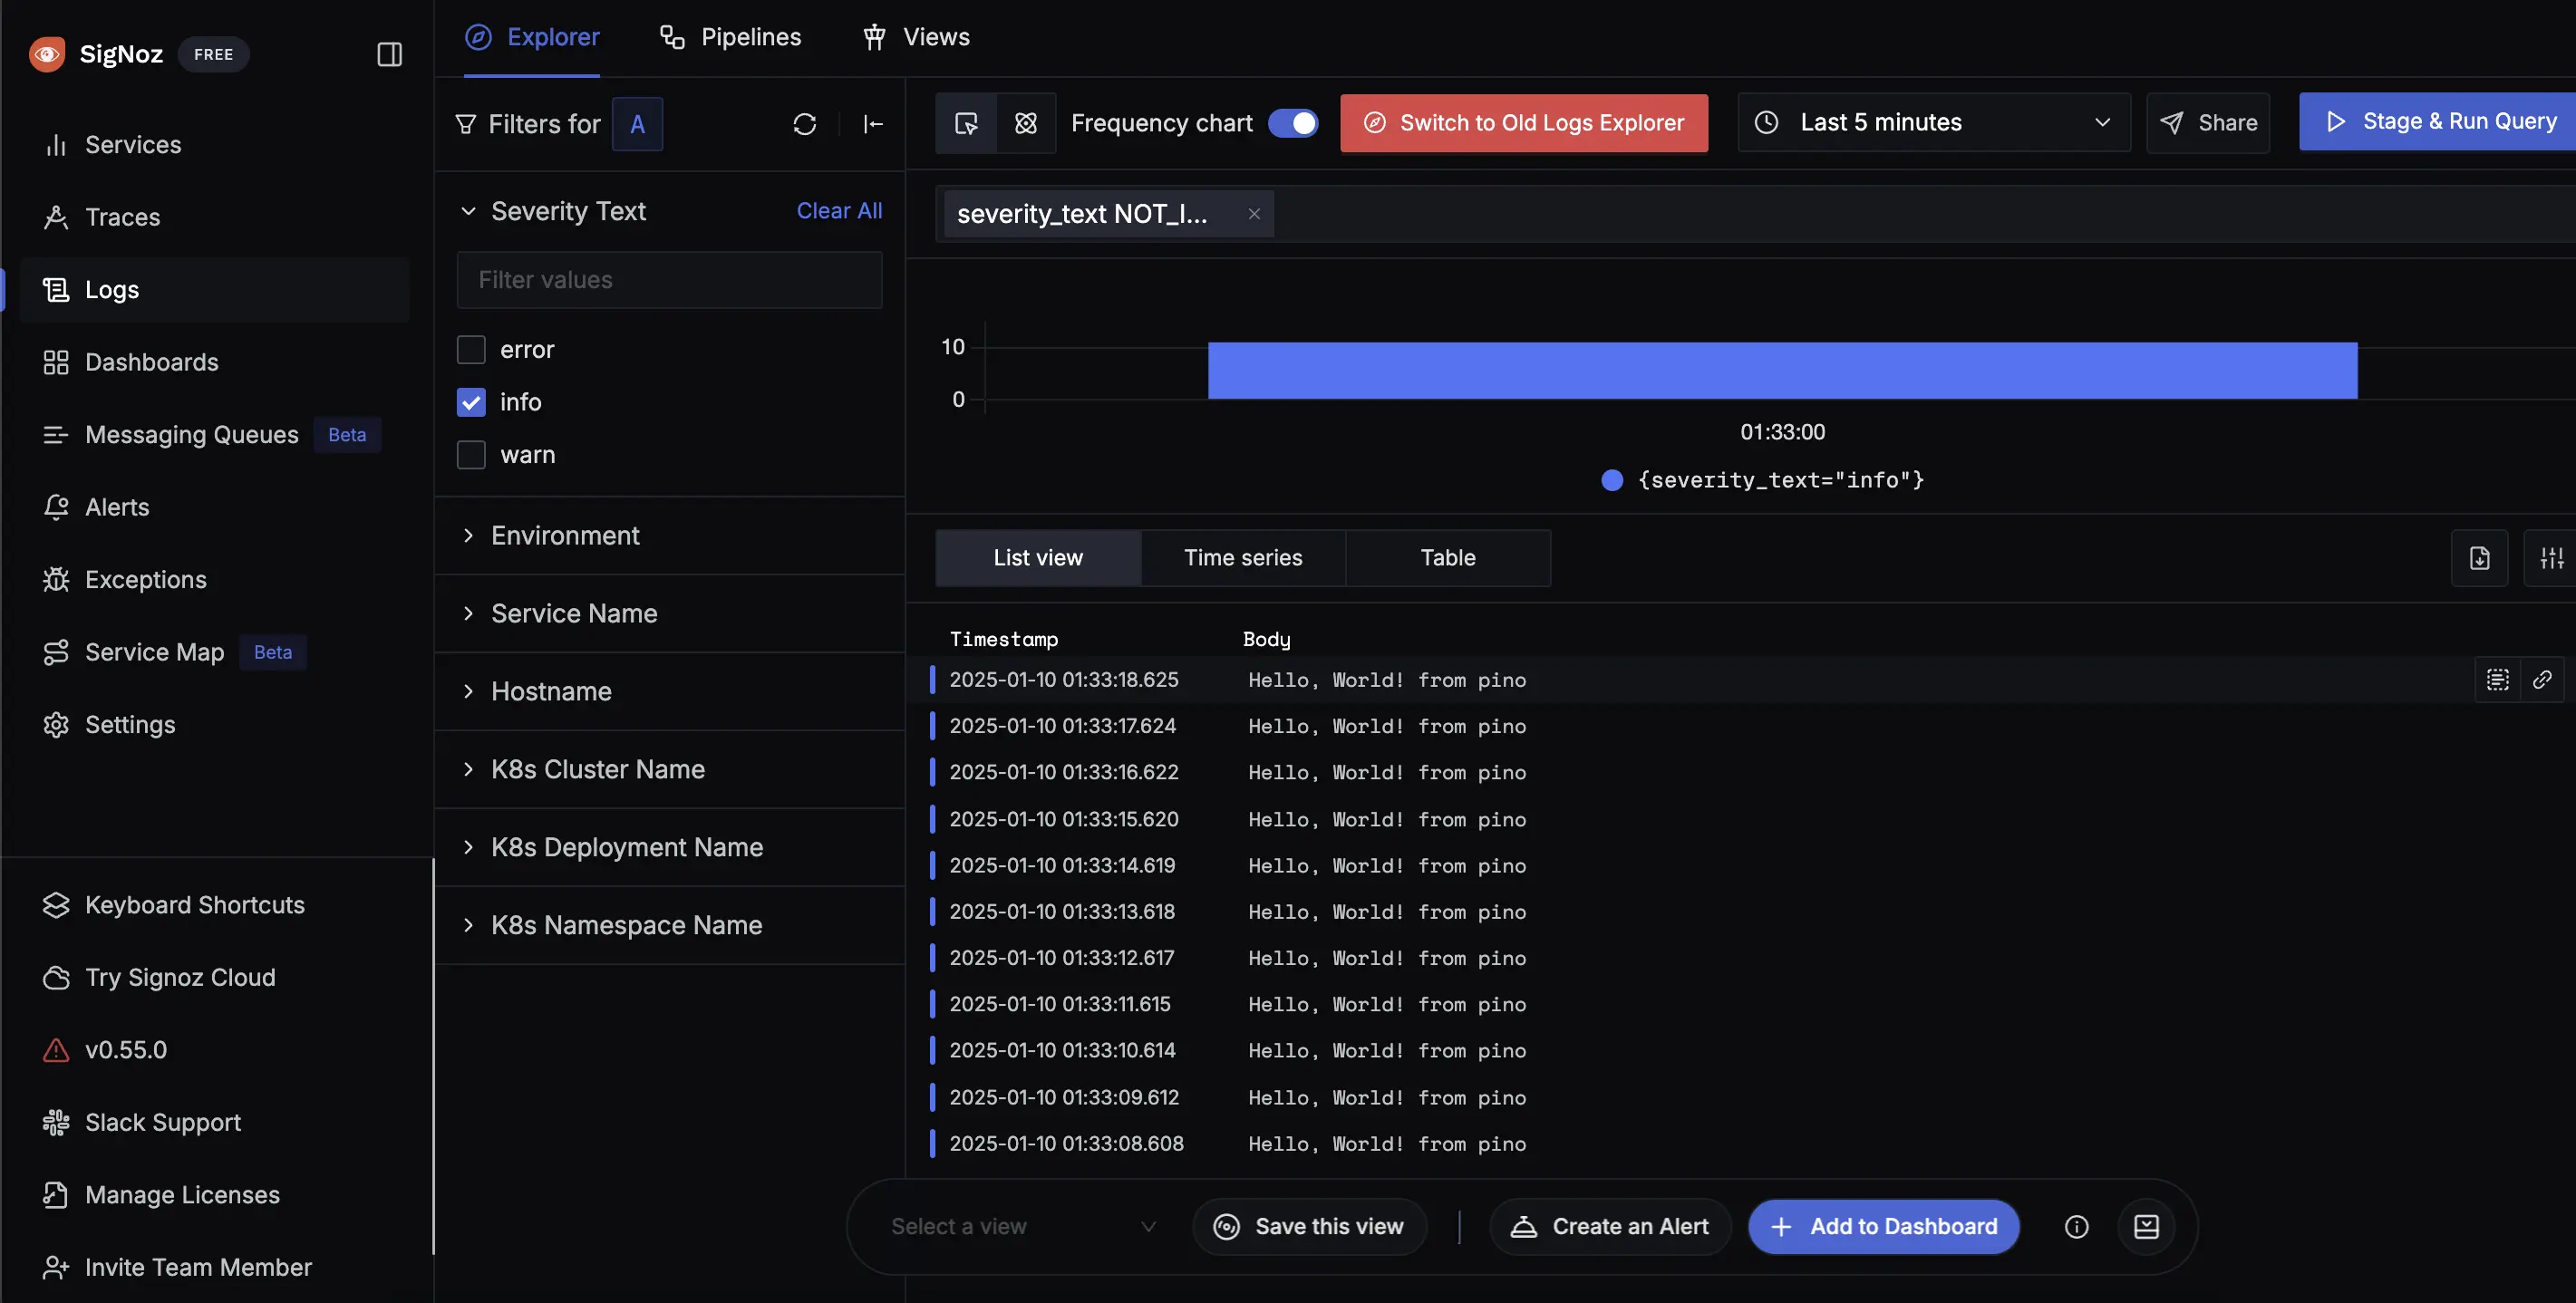 SigNoz FREE
Services
Traces
Logs
Dashboards
Messaging Queues Beta
Alerts
Exceptions
Service Map Beta
Settings
Keyboard Shortcuts
Try Signoz Cloud
v0.55.0
Slack Support
Manage Licenses
Invite Team Member
Explorer Pipelines Views
Filters for A
Severity Text Clear All
Filter values
error
info
warn
Environment
Service Name
Hostname
K8s Cluster Name
K8s Deployment Name
K8s Namespace Name
Frequency chart Switch to Old Logs Explorer Last 5 minutes Share Stage & Run Query
severity_text NOT_I...
10
0
01:33:00
{severity_text="info"}
List view Time series Table
Timestamp Body
2025-01-10 01:33:18.625 Hello, World! from pino
2025-01-10 01:33:17.624 Hello, World! from pino
2025-01-10 01:33:16.622 Hello, World! from pino
2025-01-10 01:33:15.620 Hello, World! from pino
2025-01-10 01:33:14.619 Hello, World! from pino
2025-01-10 01:33:13.618 Hello, World! from pino
2025-01-10 01:33:12.617 Hello, World! from pino
2025-01-10 01:33:11.615 Hello, World! from pino
2025-01-10 01:33:10.614 Hello, World! from pino
2025-01-10 01:33:09.612 Hello, World! from pino
2025-01-10 01:33:08.608 Hello, World! from pino
Select a view Save this view Create an Alert Add to Dashboard